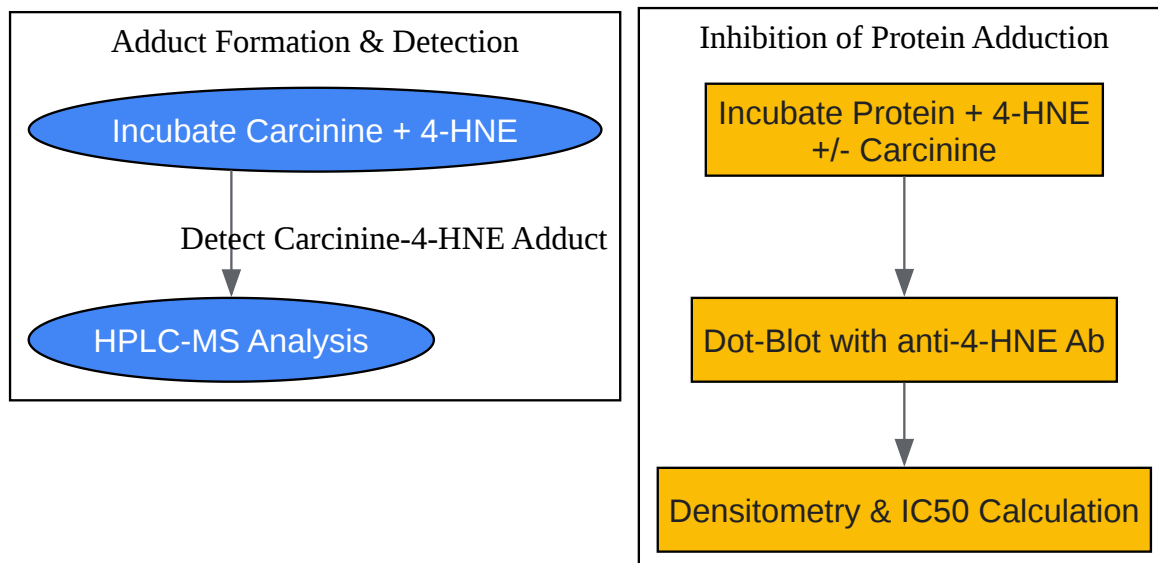 Adduct Formation & Detection
Incubate Carcinine + 4-HNE
Detect Carcinine-4-HNE Adduct
HPLC-MS Analysis
Inhibition of Protein Adduction
Incubate Protein + 4-HNE
+/- Carcinine
Dot-Blot with anti-4-HNE Ab
Densitometry & IC50 Calculation